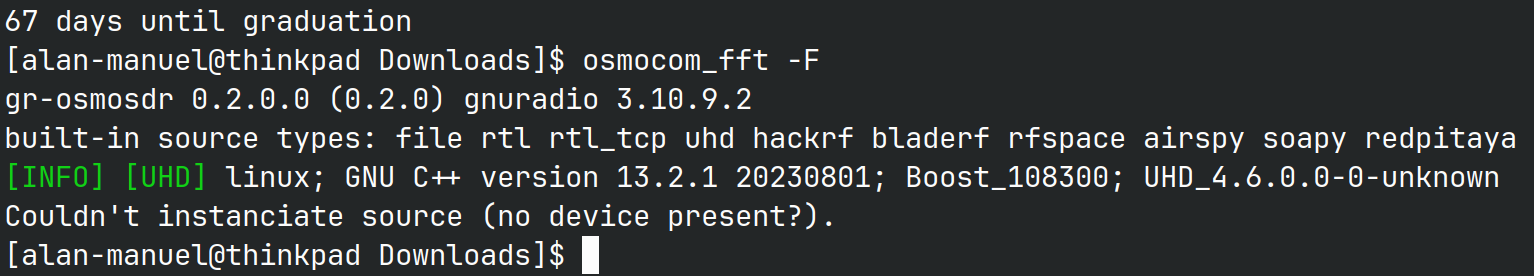 67 days until graduation
[alan-manuel@thinkpad Downloads]$ osmocom_fft -F
gr-osmosdr 0.2.0.0 (0.2.0) gnuradio 3.10.9.2
built-in source types: file rtl rtl_tcp uhd hackrf bladerf rfspace airspy soapy redpitaya
[INFO] [UHD] linux; GNU C++ version 13.2.1 20230801; Boost_108300; UHD_4.6.0.0-0-unknown
Couldn't instanciate source (no device present?).
[alan-manuel@thinkpad Downloads]$